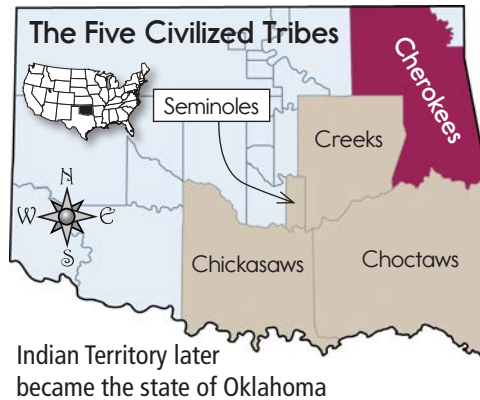 The Five Civilized Tribes
Cherokees
Seminoles
Creeks
N
W E
S
Chickasaws
Choctaws
Indian Territory later
became the state of Oklahoma